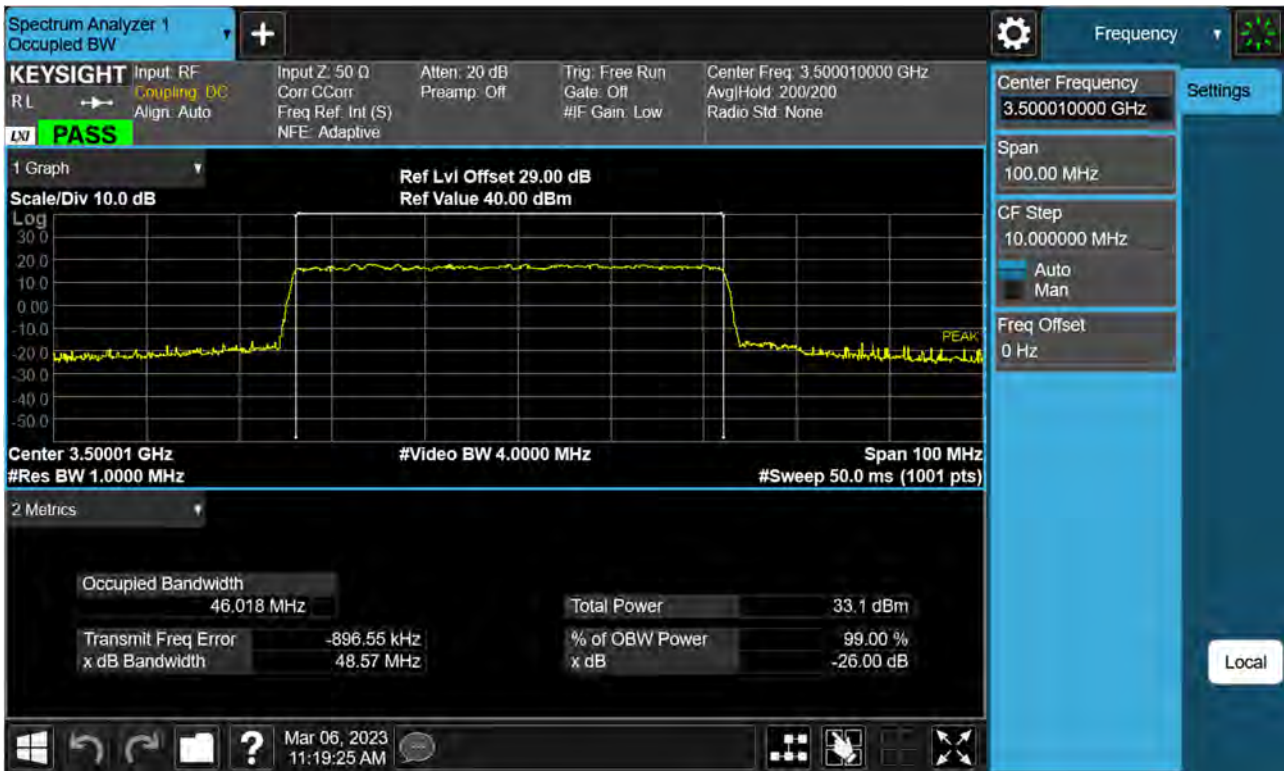 Spectrum Analyzer 1
Occupied BW
Frequency
KEYSIGHT
R L
LXI PASS
Input: RF
Coupling: DC
Align: Auto
Input Z: 50 Ω
Corr CCorr
Freq Ref: Int (S)
NFE: Adaptive
Atten: 20 dB
Preamp: Off
Trig: Free Run
Gate: Off
#IF Gain: Low
Center Freq: 3.500010000 GHz
Avg|Hold: 200/200
Radio Std: None
Center Frequency
3.500010000 GHz
Settings
Span
100.00 MHz
CF Step
10.000000 MHz
Auto
Man
Freq Offset
0 Hz
1 Graph
Scale/Div 10.0 dB
Ref Lvl Offset 29.00 dB
Ref Value 40.00 dBm
Log
30.0
20.0
10.0
0.00
-10.0
-20.0
-30.0
-40.0
-50.0
PEAK
Center 3.50001 GHz
#Video BW 4.0000 MHz
Span 100 MHz
#Res BW 1.0000 MHz
#Sweep 50.0 ms (1001 pts)
2 Metrics
Occupied Bandwidth
46.018 MHz
Total Power 33.1 dBm
Transmit Freq Error -896.55 kHz
% of OBW Power 99.00 %
x dB Bandwidth 48.57 MHz
x dB -26.00 dB
Local
?
Mar 06, 2023
11:19:25 AM